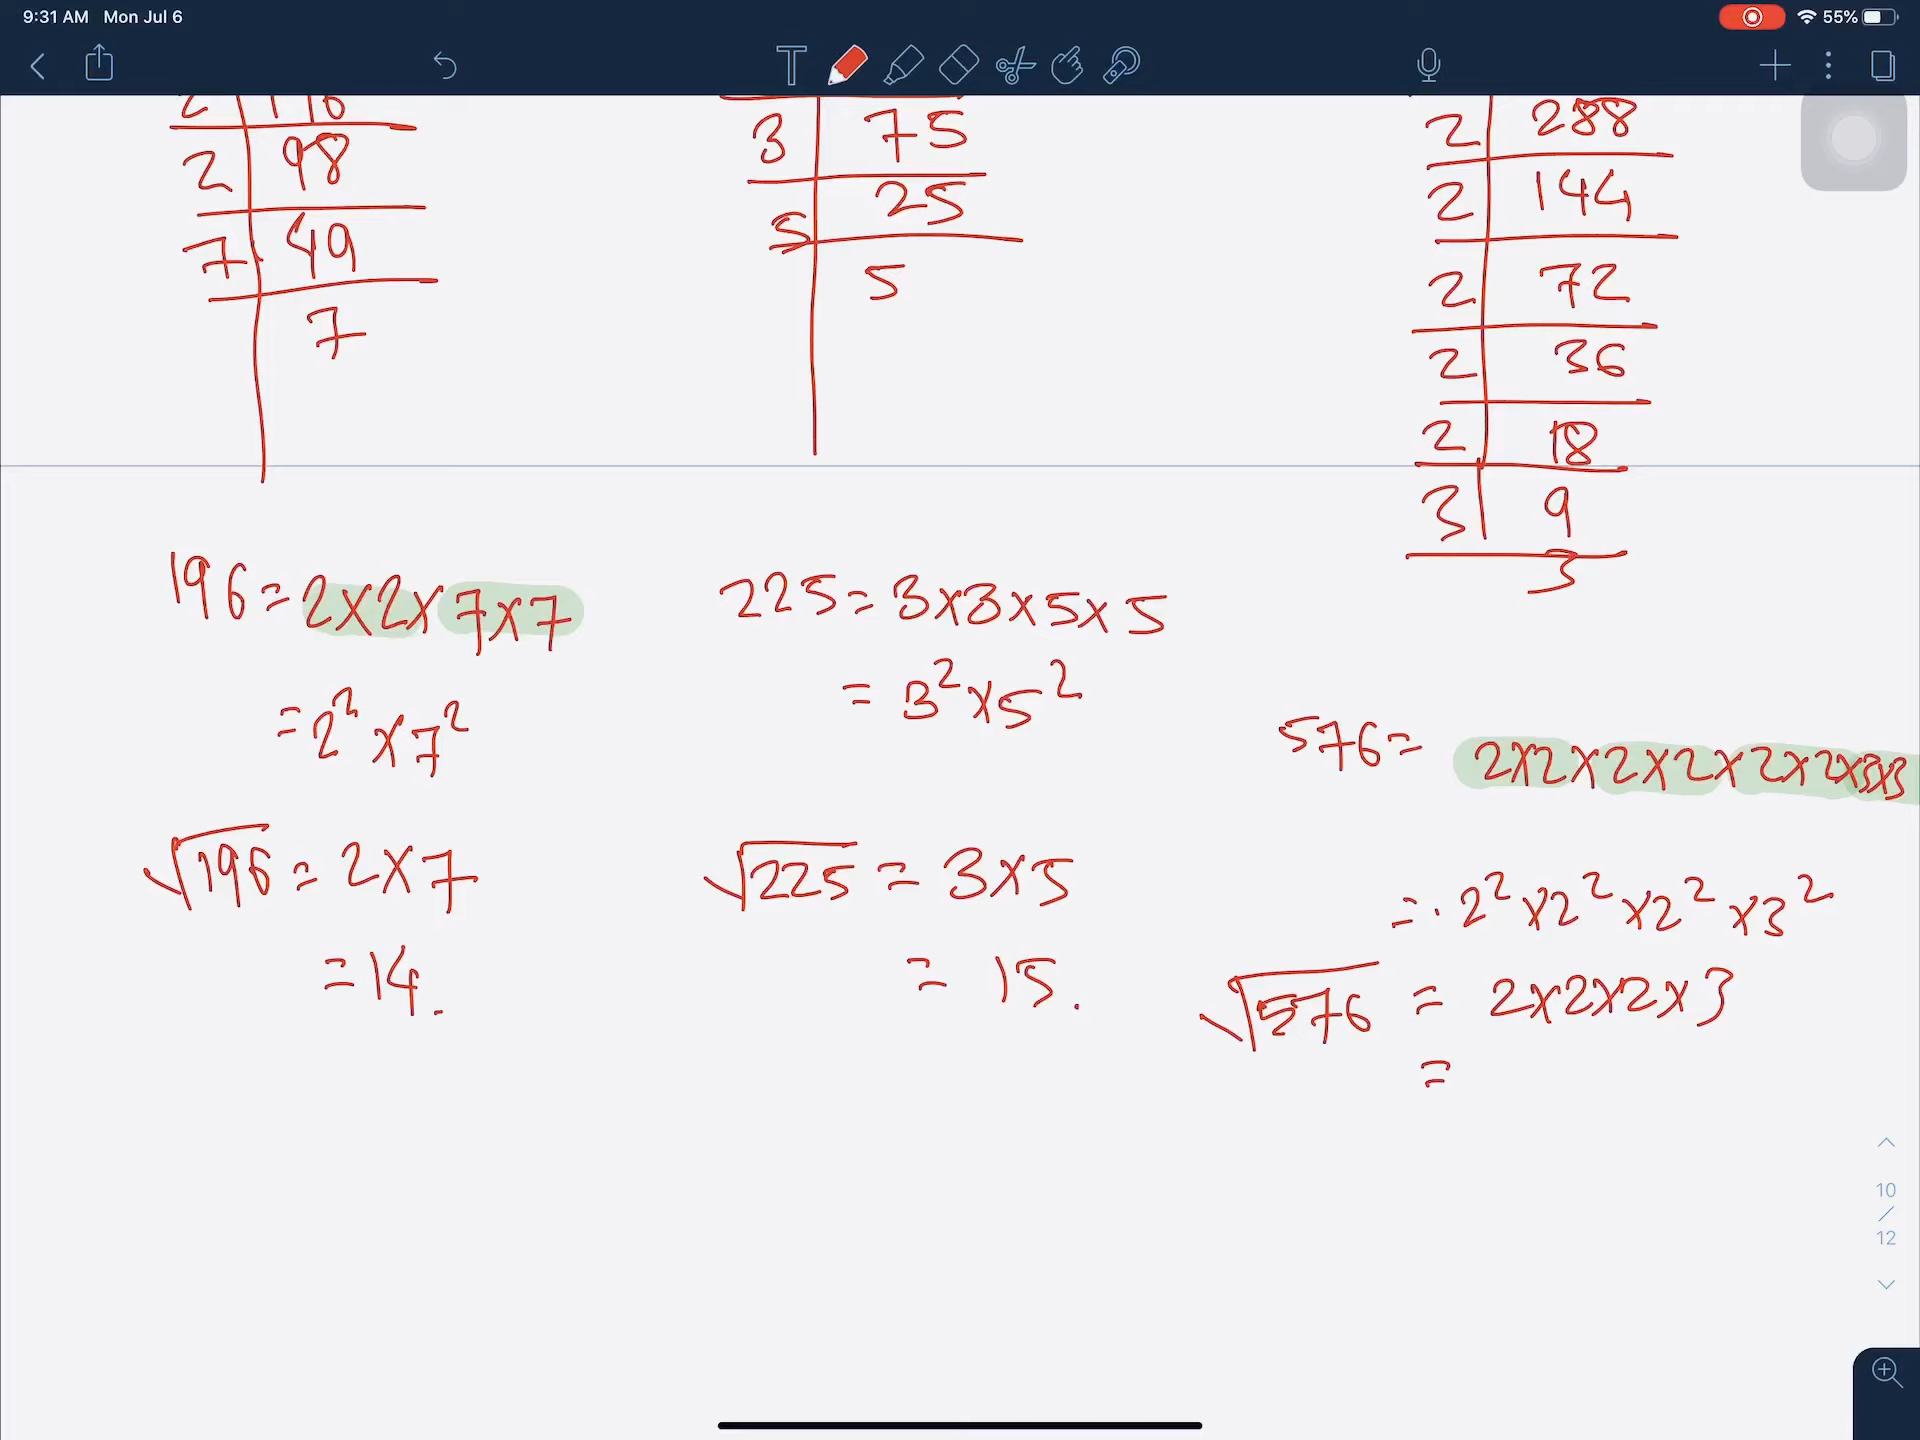 9:31 AM Mon Jul 6
55%
T
2 | 196
2 | 98
7 | 49
7
3 | 75
5 | 25
5
2 | 288
2 | 144
2 | 72
2 | 36
2 | 18
3 | 9
3
196 = 2×2×7×7
= 2² × 7²
√196 = 2×7
= 14.
225 = 3×3×5×5
= 3² × 5²
√225 = 3×5
= 15.
576 = 2×2×2×2×2×2×3×3
= 2² × 2² × 2² × 3²
√576 = 2×2×2×3
=
10
/
12